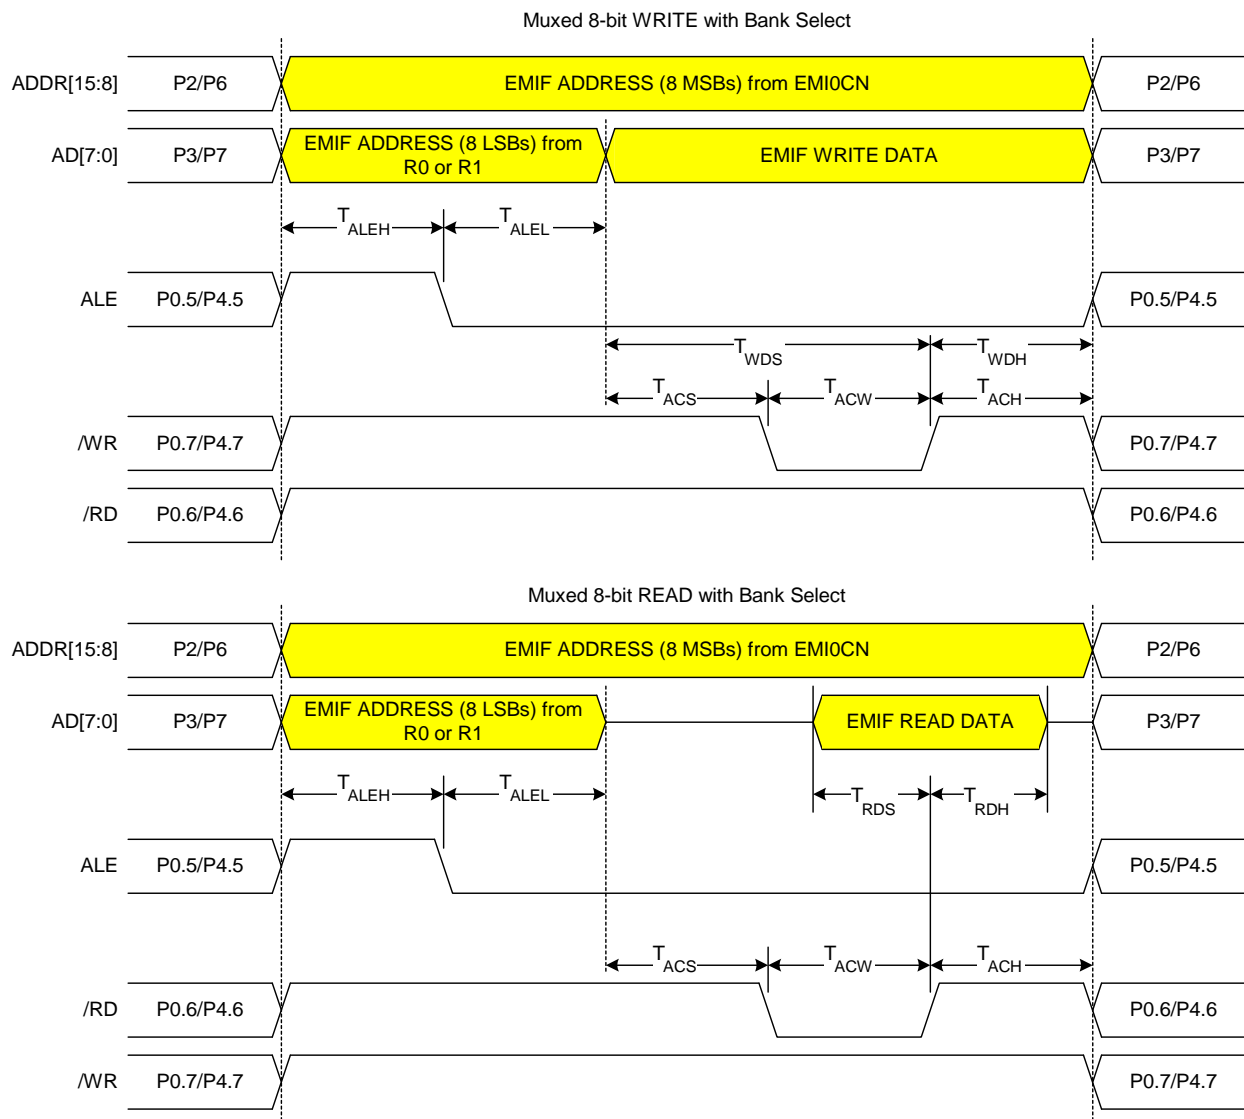 Muxed 8-bit WRITE with Bank Select
ADDR[15:8] P2/P6 EMIF ADDRESS (8 MSBs) from EMI0CN P2/P6
AD[7:0] P3/P7 EMIF ADDRESS (8 LSBs) from
R0 or R1 EMIF WRITE DATA P3/P7
TALEH TALEL
ALE P0.5/P4.5 P0.5/P4.5
TWDS TWDH
TACS TACW TACH
/WR P0.7/P4.7 P0.7/P4.7
/RD P0.6/P4.6 P0.6/P4.6
Muxed 8-bit READ with Bank Select
ADDR[15:8] P2/P6 EMIF ADDRESS (8 MSBs) from EMI0CN P2/P6
AD[7:0] P3/P7 EMIF ADDRESS (8 LSBs) from
R0 or R1 EMIF READ DATA P3/P7
TALEH TALEL TRDS TRDH
ALE P0.5/P4.5 P0.5/P4.5
TACS TACW TACH
/RD P0.6/P4.6 P0.6/P4.6
/WR P0.7/P4.7 P0.7/P4.7